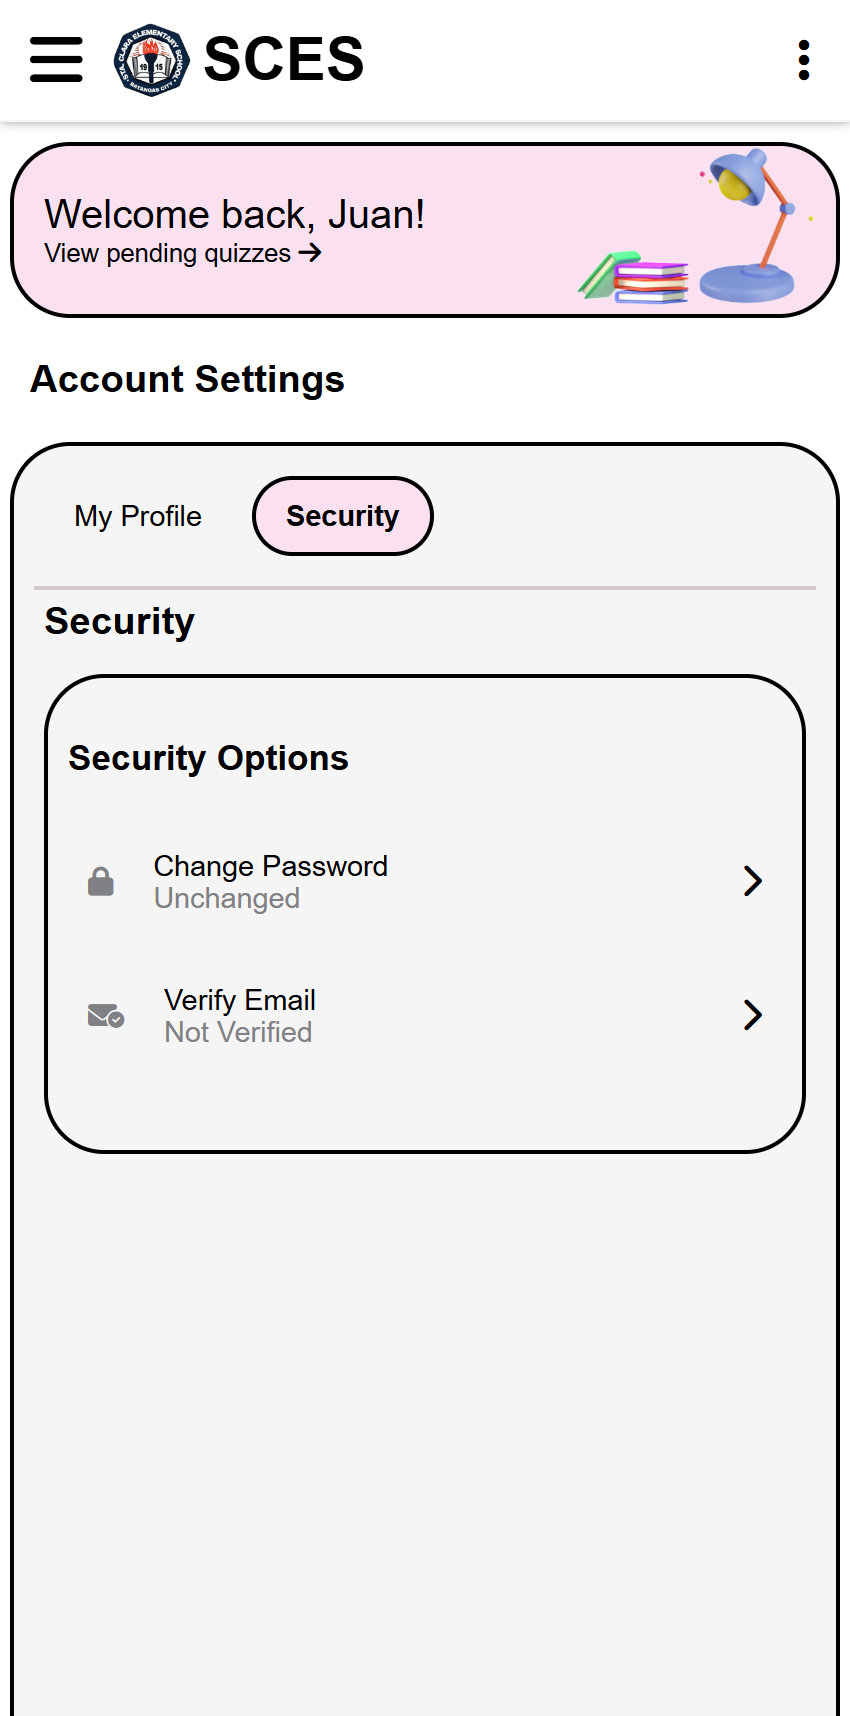 STA. CLARA ELEMENTARY SCHOOL
19 15
BATANGAS CITY
SCES
Welcome back, Juan!
View pending quizzes →
Account Settings
My Profile
Security
Security
Security Options
Change Password
Unchanged
Verify Email
Not Verified